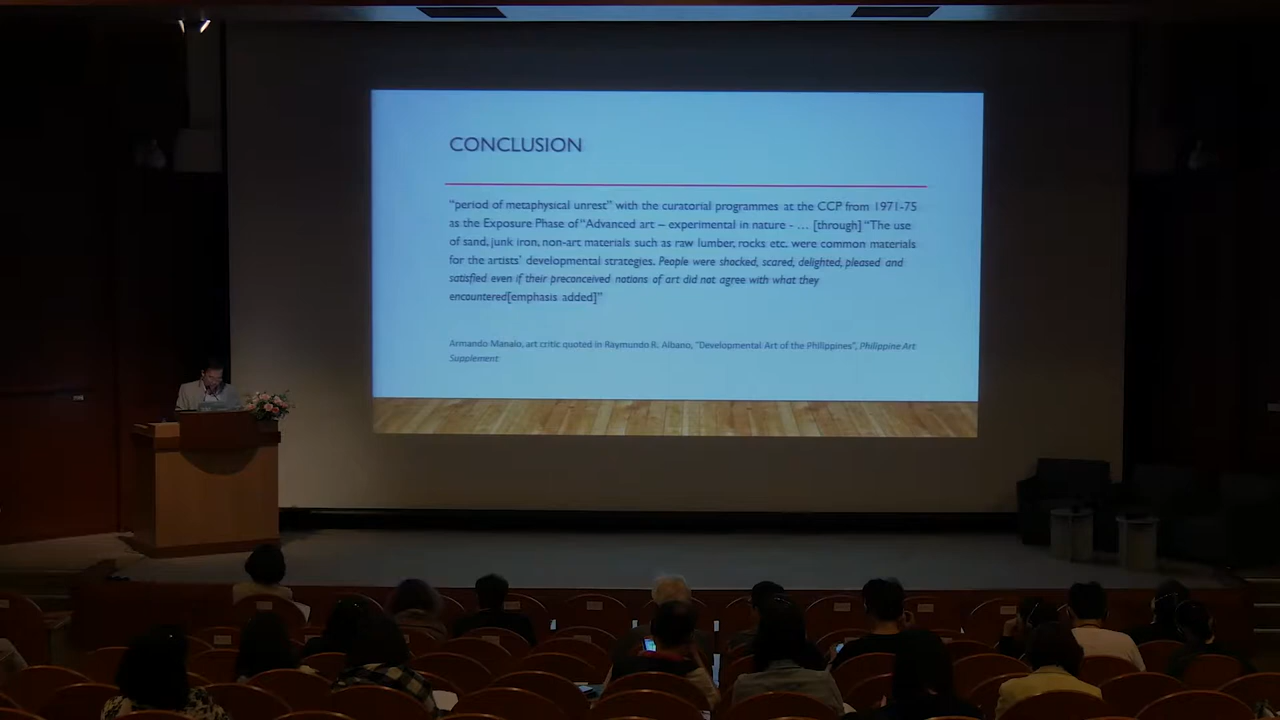 CONCLUSION
“period of metaphysical unrest” with the curatorial programmes at the CCP from 1971-75
as the Exposure Phase of “Advanced art – experimental in nature - … [through] “The use
of sand, junk iron, non-art materials such as raw lumber, rocks etc. were common materials
for the artists’ developmental strategies. People were shocked, scared, delighted, pleased and
satisfied even if their preconceived notions of art did not agree with what they
encountered[emphasis added]”
Armando Manalo, art critic quoted in Raymundo R. Albano, “Developmental Art of the Philippines”, Philippine Art
Supplement